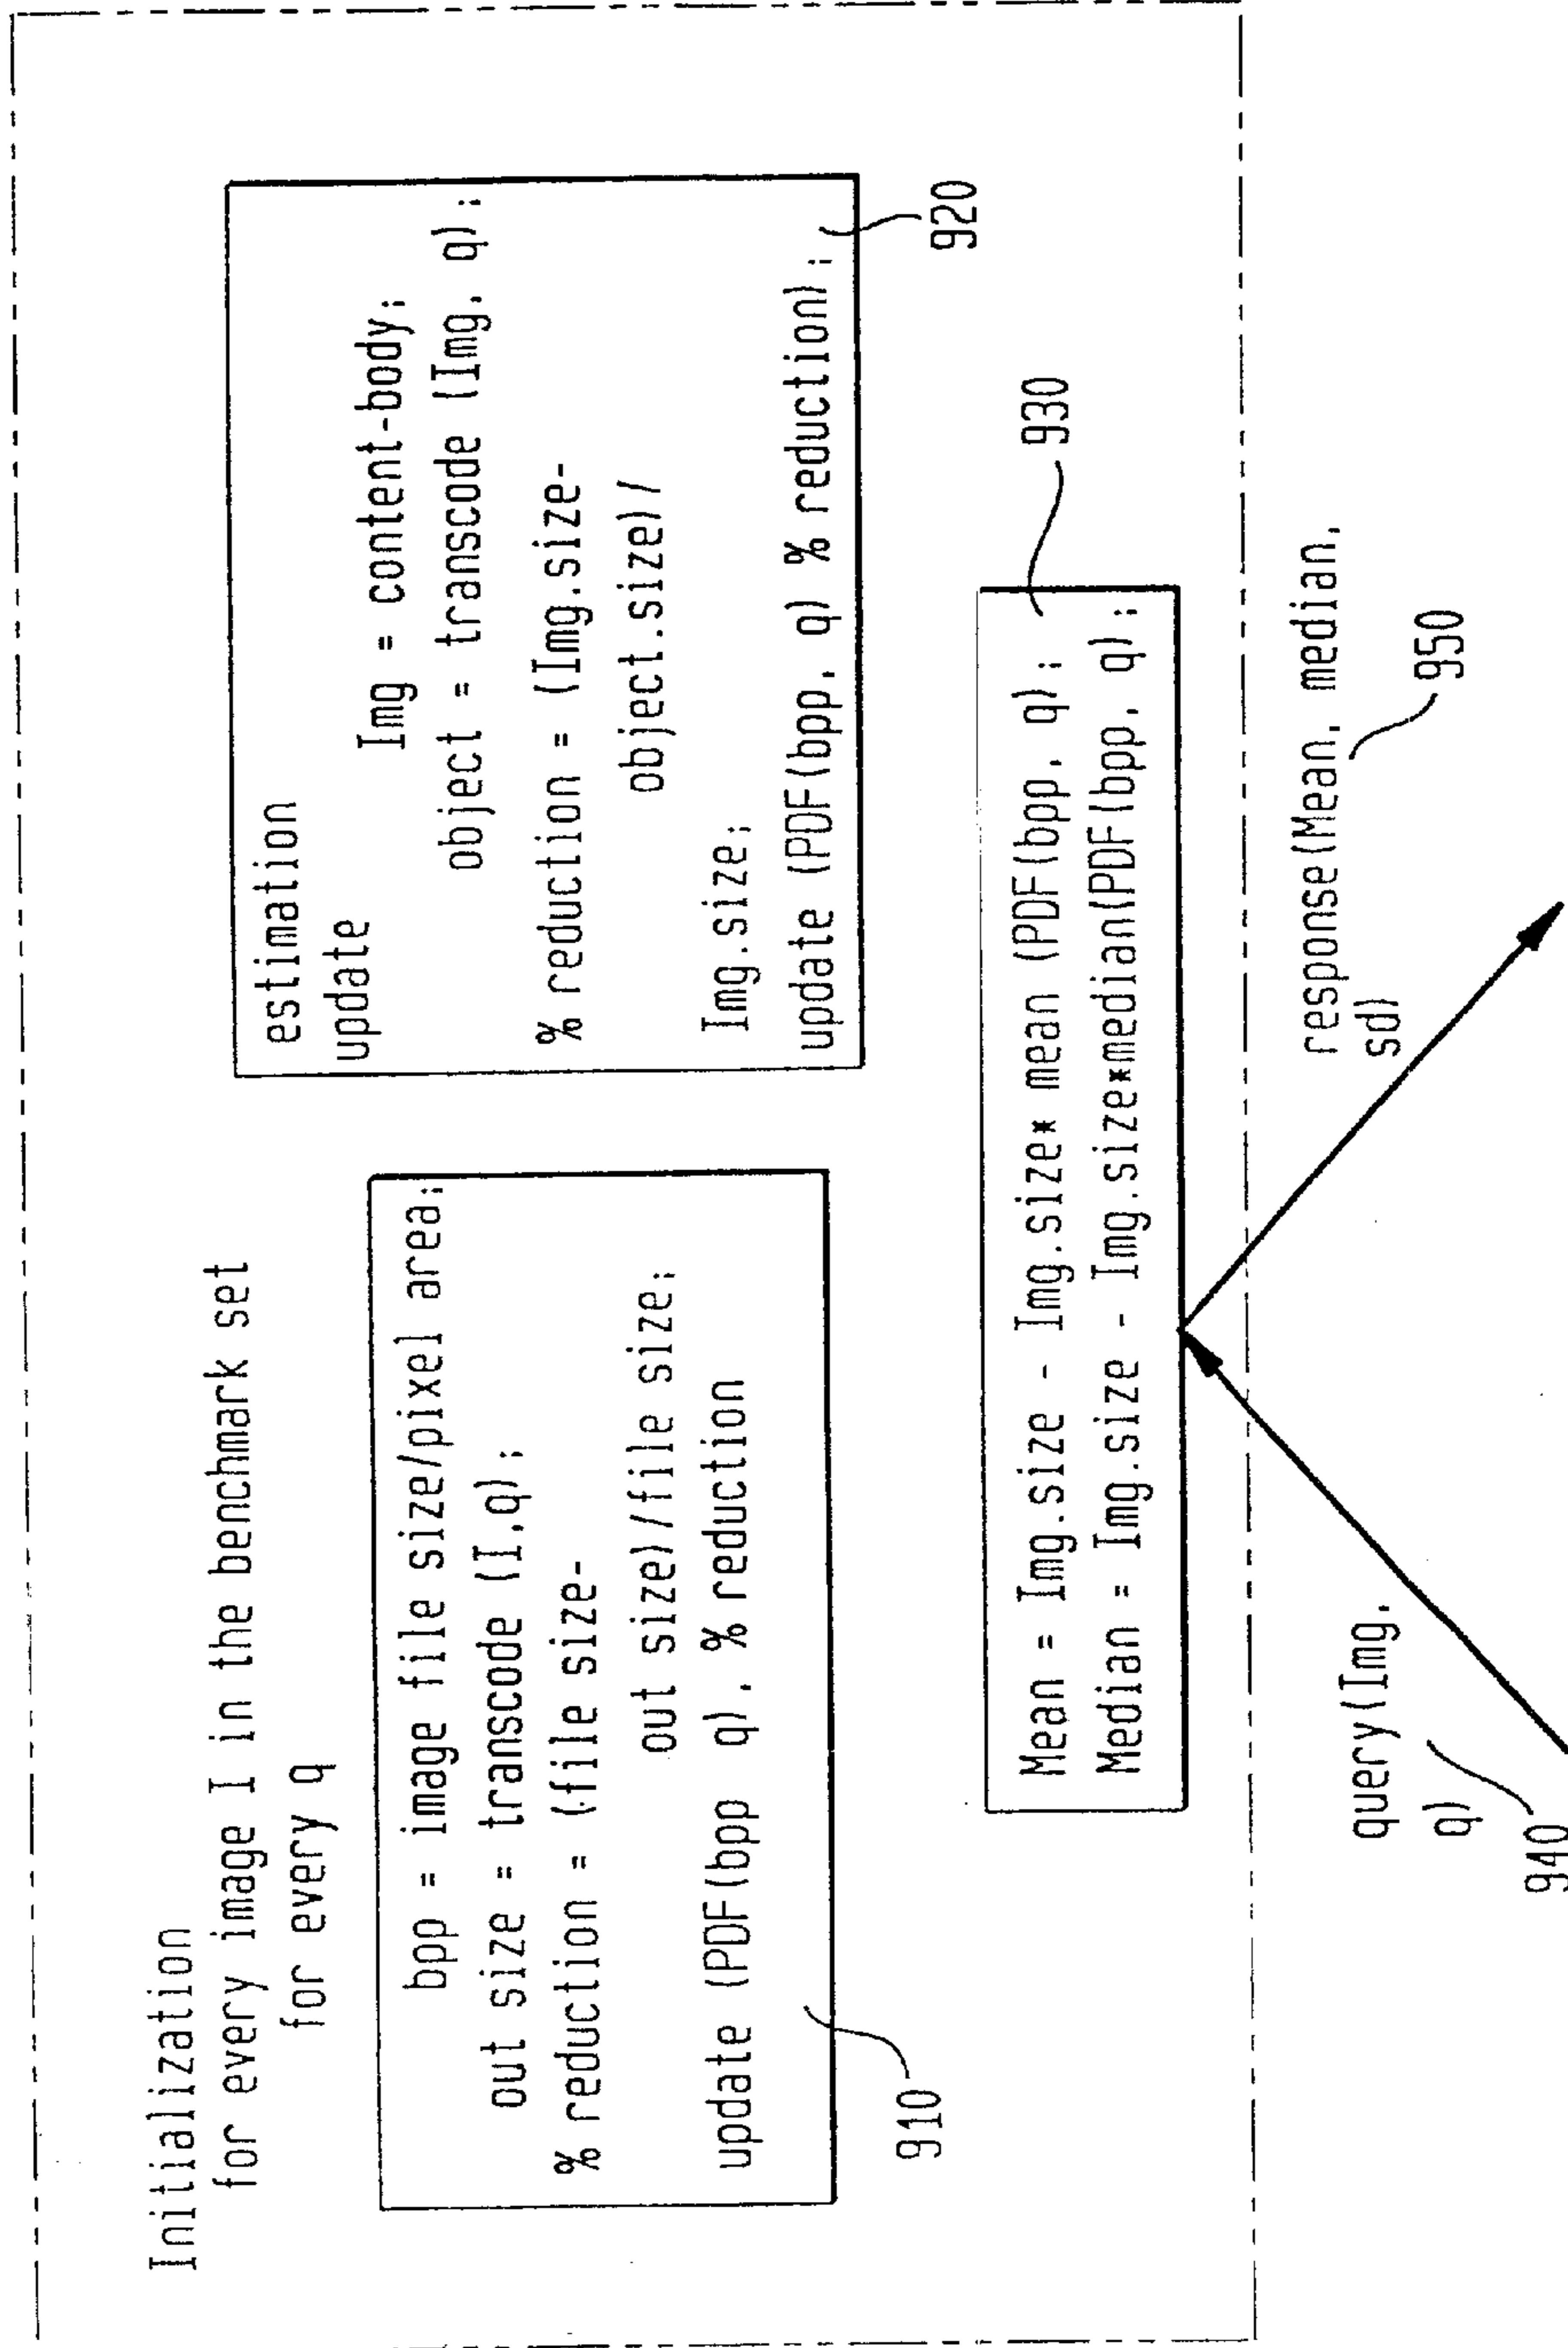 Initialization
for every image I in the benchmark set
for every q
bpp = image file size/pixel area;
out size = transcode (I,q);
% reduction = (file size-
out size)/file size;
update (PDF(bpp q), % reduction
910
estimation
update
Img = content-body;
object = transcode (Img, q);
% reduction = (Img.size-
object.size)/
Img.size;
update (PDF(bpp, q) % reduction);
920
Mean = Img.size - Img.size* mean (PDF(bpp, q);
Median = Img.size - Img.size*median(PDF(bpp, q);
930
query(Img,
q)
940
response(Mean, median,
sd)
950